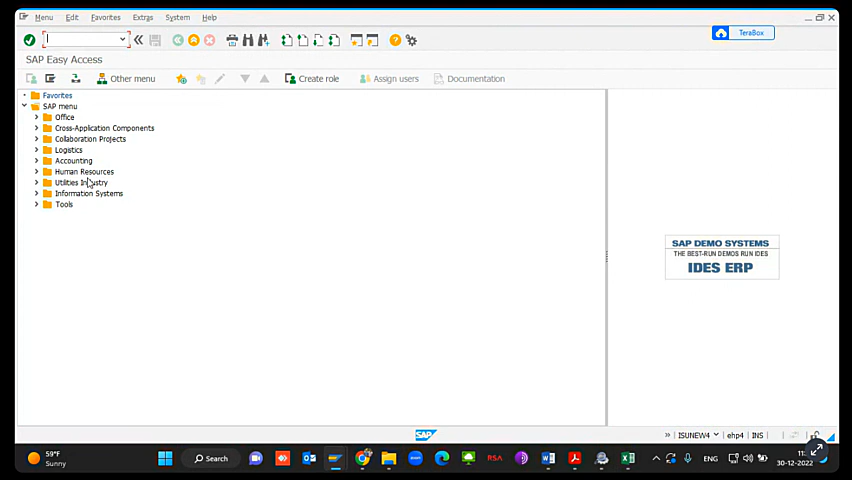 Menu Edit Favorites Extras System Help
TeraBox
SAP Easy Access
Other menu Create role Assign users Documentation
Favorites
SAP menu
Office
Cross-Application Components
Collaboration Projects
Logistics
Accounting
Human Resources
Utilities Industry
Information Systems
Tools
SAP DEMO SYSTEMS
THE BEST-RUN DEMOS RUN IDES
IDES ERP
SAP
ISUNEW4 ehp4 INS
59°F
Sunny
Search
RSA
ENG
30-12-2022